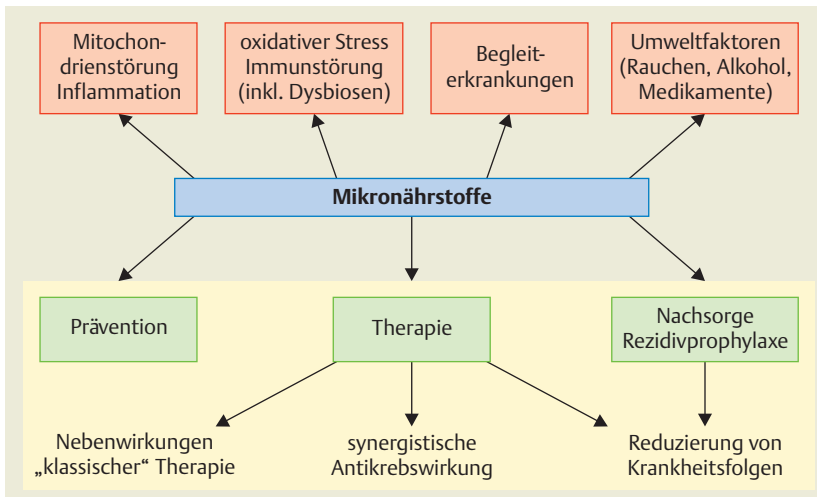 Mitochon-
drienstörung
Inflammation
oxidativer Stress
Immunstörung
(inkl. Dysbiosen)
Begleit-
erkrankungen
Umweltfaktoren
(Rauchen, Alkohol,
Medikamente)
Mikronährstoffe
Prävention
Therapie
Nachsorge
Rezidivprophylaxe
Nebenwirkungen
„klassischer“ Therapie
synergistische
Antikrebswirkung
Reduzierung von
Krankheitsfolgen